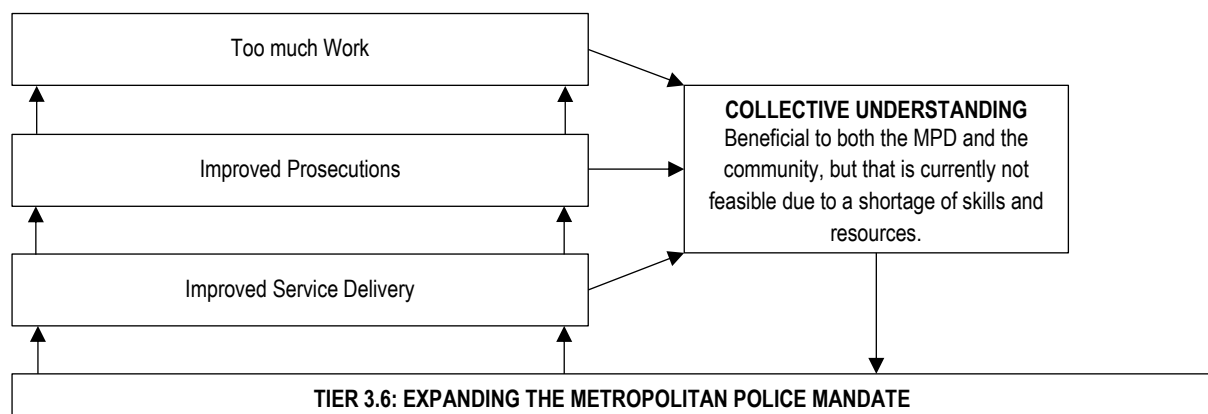 Too much Work
COLLECTIVE UNDERSTANDING
Beneficial to both the MPD and the
community, but that is currently not
feasible due to a shortage of skills and
resources.
Improved Prosecutions
Improved Service Delivery
TIER 3.6: EXPANDING THE METROPOLITAN POLICE MANDATE